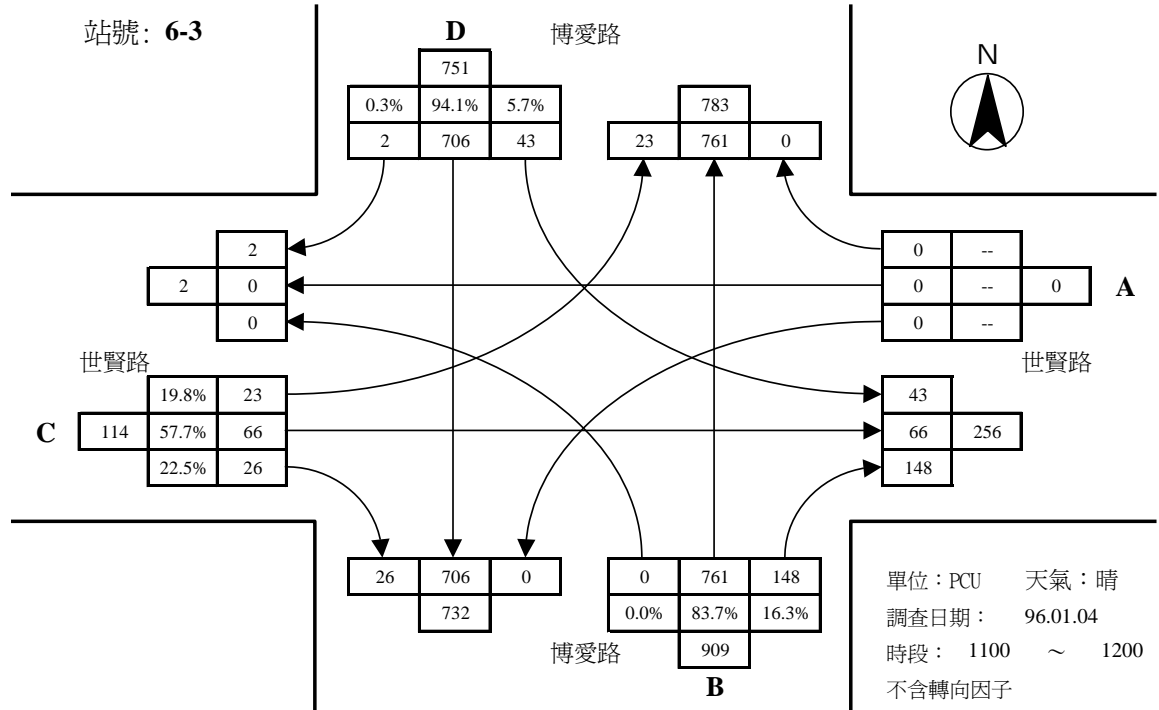 站號: 6-3
D
博愛路
N
751
0.3% 94.1% 5.7%
2 706 43
783
23 761 0
2
2 0
0
0 --
0 -- 0
0 --
A
世賢路
世賢路
19.8% 23
C 114 57.7% 66
22.5% 26
43
66 256
148
26 706 0
732
0 761 148
0.0% 83.7% 16.3%
909
博愛路
B
單位：PCU 天氣：晴
調查日期： 96.01.04
時段： 1100 ～ 1200
不含轉向因子